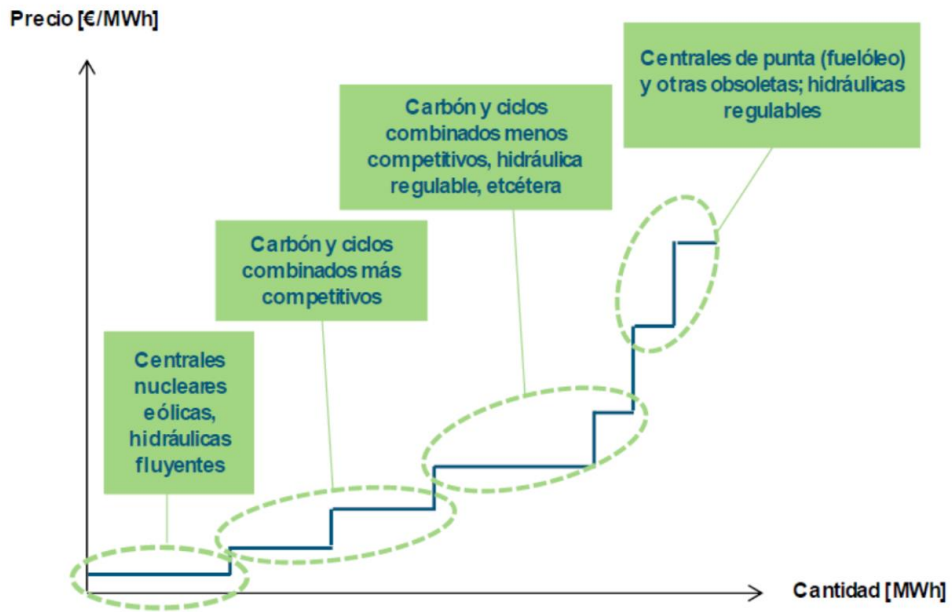 Precio [€/MWh]
Centrales de punta (fuelóleo)
y otras obsoletas; hidráulicas
regulables
Carbón y ciclos
combinados menos
competitivos, hidráulica
regulable, etcétera
Carbón y ciclos
combinados más
competitivos
Centrales
nucleares
eólicas,
hidráulicas
fluyentes
Cantidad [MWh]